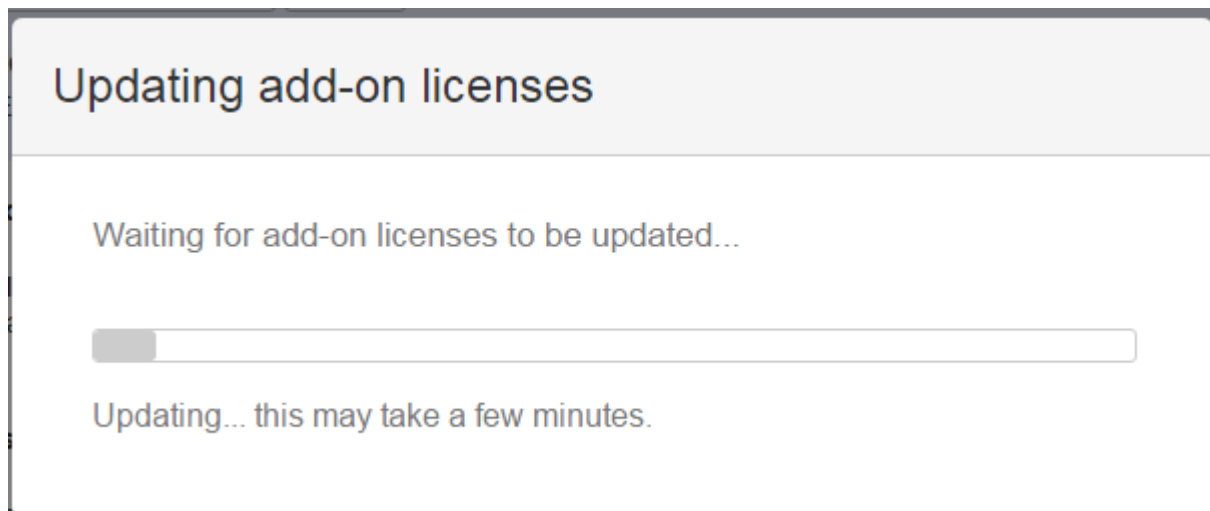 Updating add-on licenses
Waiting for add-on licenses to be updated...
Updating... this may take a few minutes.